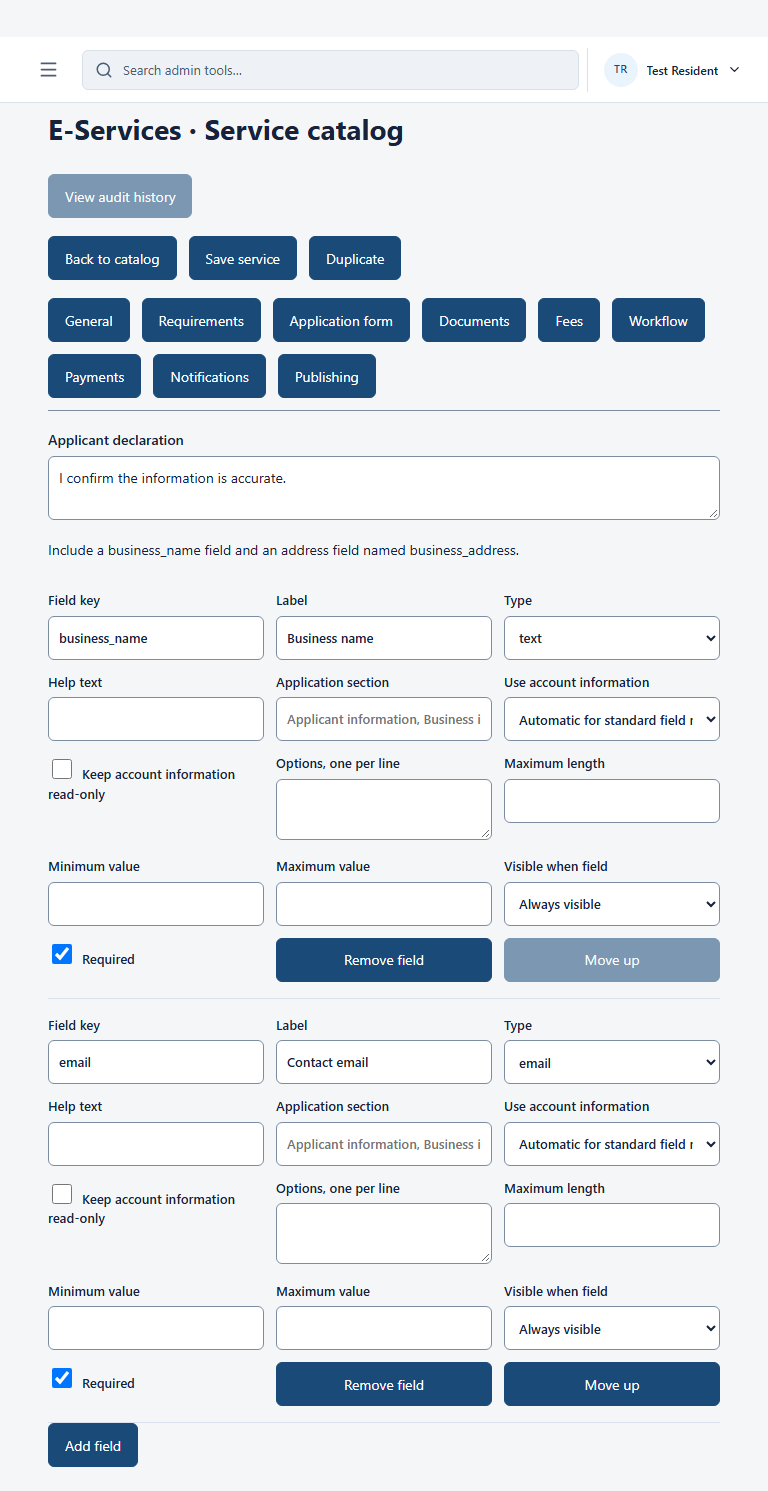 Search admin tools...
TR
Test Resident
E-Services · Service catalog
View audit history
Back to catalog
Save service
Duplicate
General
Requirements
Application form
Documents
Fees
Workflow
Payments
Notifications
Publishing
Applicant declaration
I confirm the information is accurate.
Include a business_name field and an address field named business_address.
Field key
Label
Type
business_name
Business name
text
Help text
Application section
Use account information
Applicant information, Business i
Automatic for standard field r
Keep account information
read-only
Options, one per line
Maximum length
Minimum value
Maximum value
Visible when field
Always visible
Required
Remove field
Move up
Field key
Label
Type
email
Contact email
email
Help text
Application section
Use account information
Applicant information, Business i
Automatic for standard field r
Keep account information
read-only
Options, one per line
Maximum length
Minimum value
Maximum value
Visible when field
Always visible
Required
Remove field
Move up
Add field